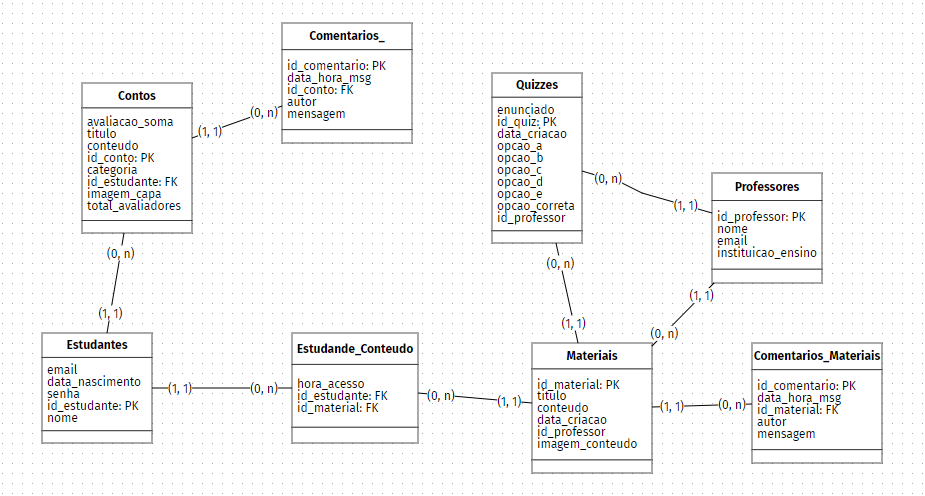 Comentarios_
id_comentario: PK
data_hora_msg
id_conto: FK
autor
mensagem
Contos
avaliacao_soma
titulo
conteudo
id_conto: PK
categoria
id_estudante: FK
imagem_capa
total_avaliadores
(1, 1)
(0, n)
Quizzes
enunciado
id_quiz: PK
data_criacao
opcao_a
opcao_b
opcao_c
opcao_d
opcao_e
opcao_correta
id_professor
(0, n)
(1, 1)
Professores
id_professor: PK
nome
email
instituicao_ensino
(0, n)
(1, 1)
(0, n)
(1, 1)
(1, 1)
(0, n)
Estudantes
email
data_nascimento
senha
id_estudante: PK
nome
(1, 1)
(0, n)
Estudande_Conteudo
hora_acesso
id_estudante: FK
id_material: FK
(0, n)
(1, 1)
Materiais
id_material: PK
titulo
conteudo
data_criacao
id_professor
imagem_conteudo
(1, 1)
(0, n)
Comentarios_Materiais
id_comentario: PK
data_hora_msg
id_material: FK
autor
mensagem